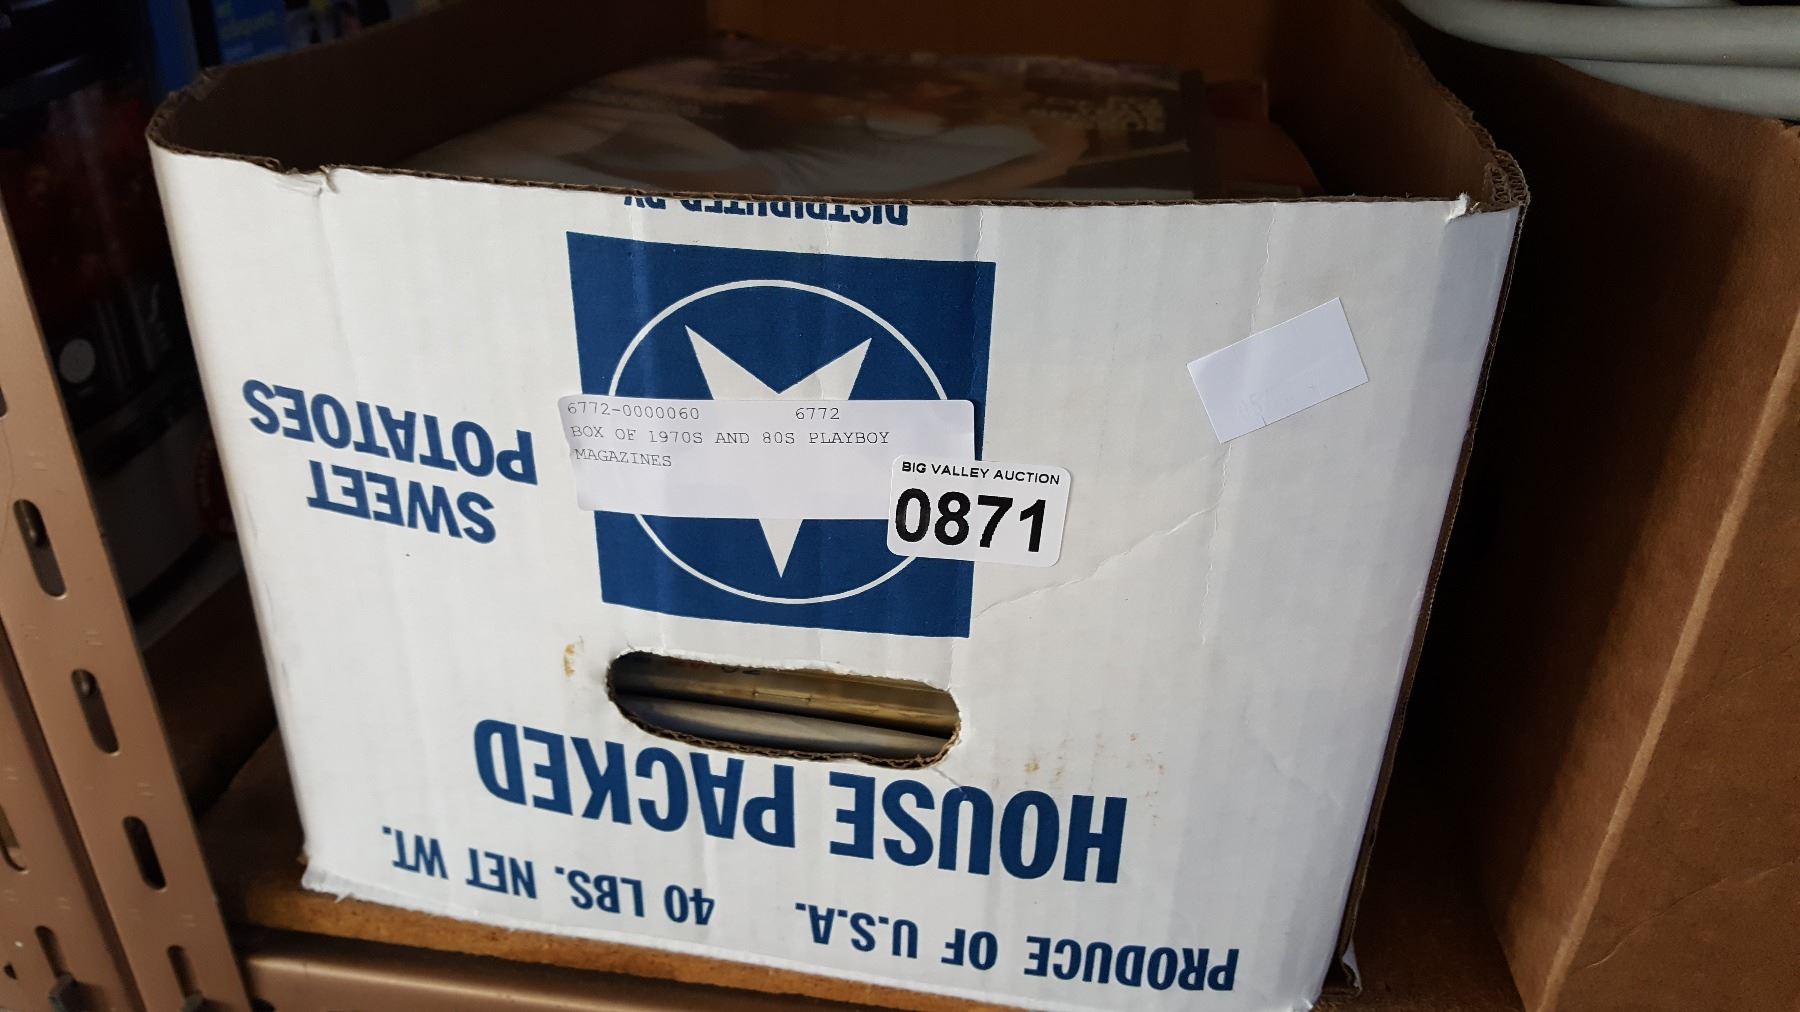 6772-0000060 6772
BOX OF 1970S AND 80S PLAYBOY
MAGAZINES
BIG VALLEY AUCTION
0871
PRODUCE OF U.S.A. 40 LBS. NET WT.
HOUSE PACKED
SWEET
POTATOES
DISTRIBUTED BY